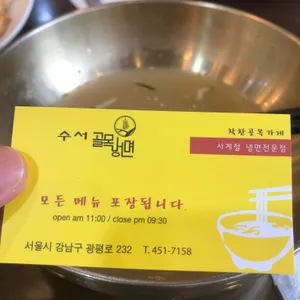 착한골목가게
수서 골목냉면
사계절 냉면전문점
모든 메뉴 포장됩니다.
open am 11:00 / close pm 09:30
서울시 강남구 광평로 232 T. 451-7158